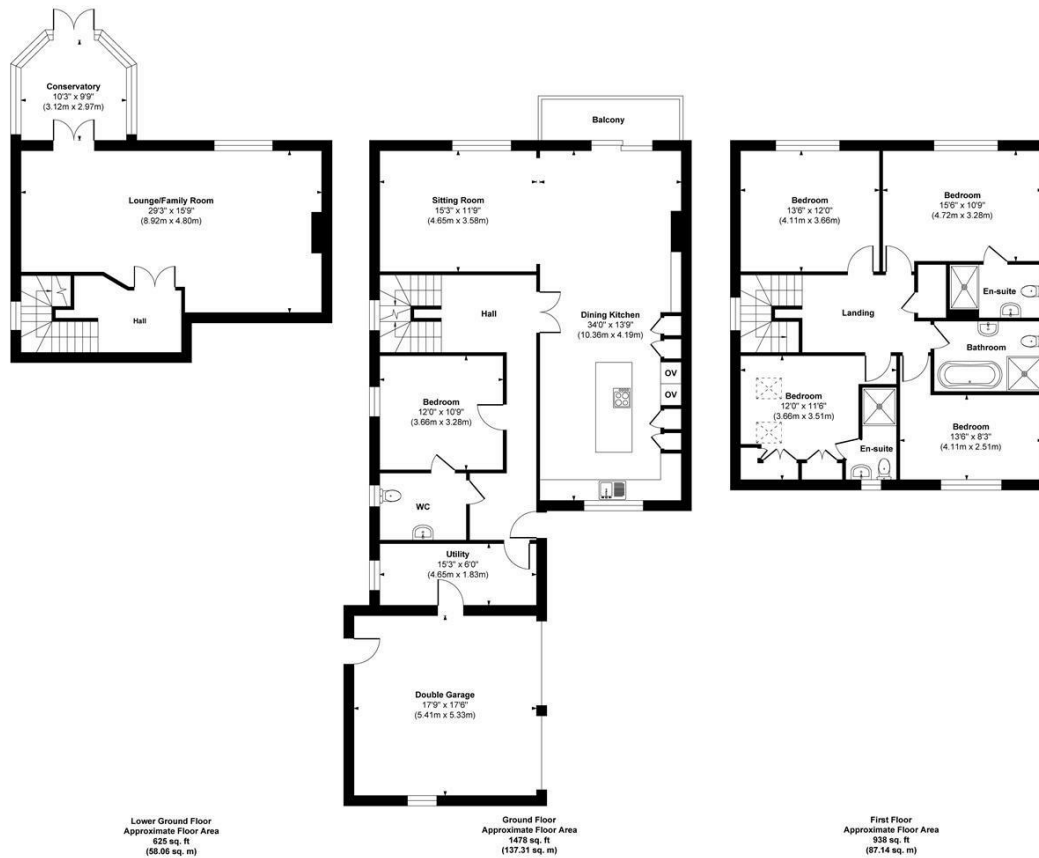 Conservatory
10'3" x 9'9"
(3.12m x 2.97m)
Lounge/Family Room
29'3" x 15'9"
(8.92m x 4.80m)
Hall
Lower Ground Floor
Approximate Floor Area
625 sq. ft
(58.06 sq. m)
Balcony
Sitting Room
15'3" x 11'9"
(4.65m x 3.58m)
Hall
Dining Kitchen
34'0" x 13'9"
(10.36m x 4.19m)
OV
OV
Bedroom
12'0" x 10'9"
(3.66m x 3.28m)
WC
Utility
15'3" x 6'0"
(4.65m x 1.83m)
Double Garage
17'9" x 17'6"
(5.41m x 5.33m)
Ground Floor
Approximate Floor Area
1478 sq. ft
(137.31 sq. m)
Bedroom
13'6" x 12'0"
(4.11m x 3.66m)
Bedroom
15'6" x 10'9"
(4.72m x 3.28m)
En-suite
Landing
Bathroom
Bedroom
12'0" x 11'6"
(3.66m x 3.51m)
En-suite
Bedroom
13'6" x 8'3"
(4.11m x 2.51m)
First Floor
Approximate Floor Area
938 sq. ft
(87.14 sq. m)